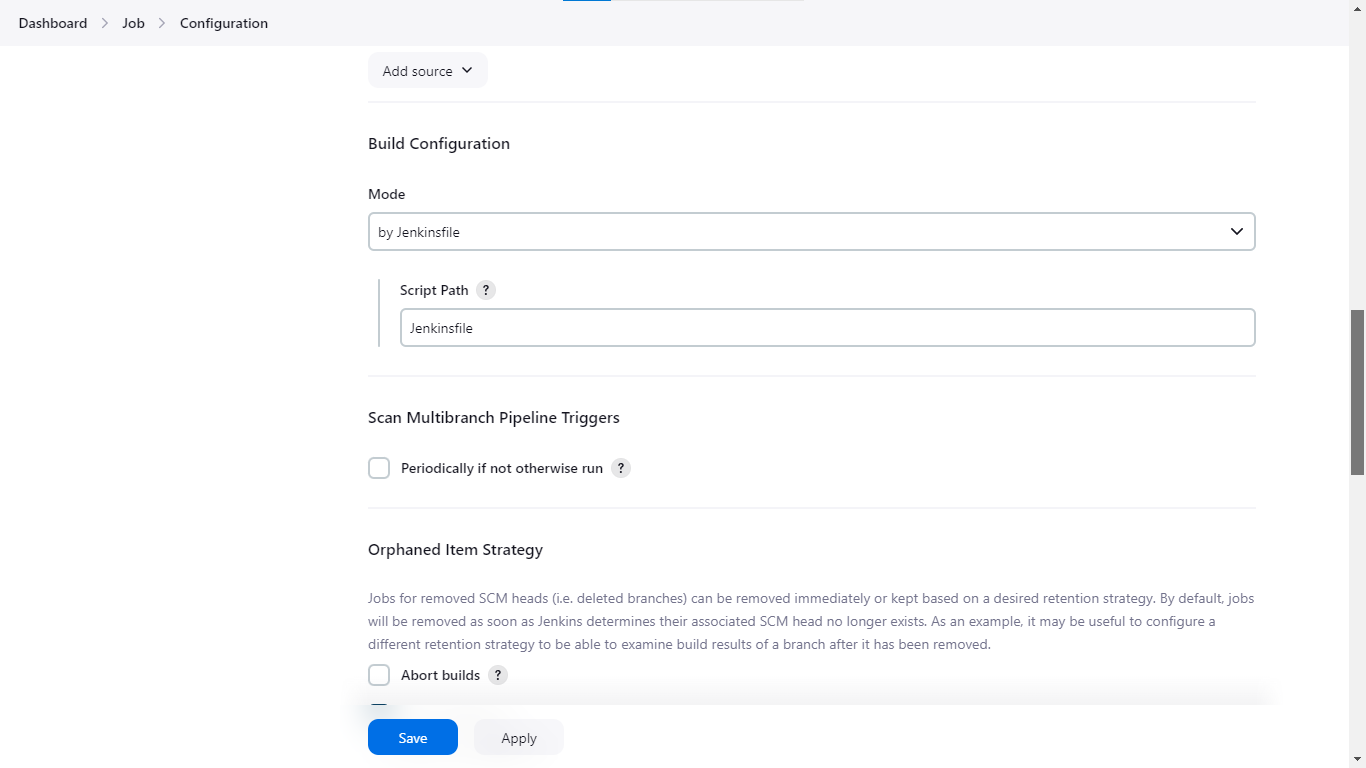 Dashboard
Job
Configuration
Add source
Build Configuration
Mode
by Jenkinsfile
Script Path ?
Jenkinsfile
Scan Multibranch Pipeline Triggers
Periodically if not otherwise run ?
Orphaned Item Strategy
Jobs for removed SCM heads (i.e. deleted branches) can be removed immediately or kept based on a desired retention strategy. By default, jobs
will be removed as soon as Jenkins determines their associated SCM head no longer exists. As an example, it may be useful to configure a
different retention strategy to be able to examine build results of a branch after it has been removed.
Abort builds ?
Save
Apply